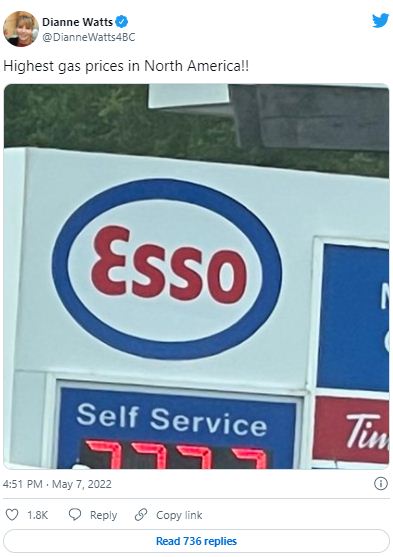 Dianne Watts
@DianneWatts4BC
Highest gas prices in North America!!
Esso
Self Service
Tim
4:51 PM · May 7, 2022
1.8K
Reply
Copy link
Read 736 replies